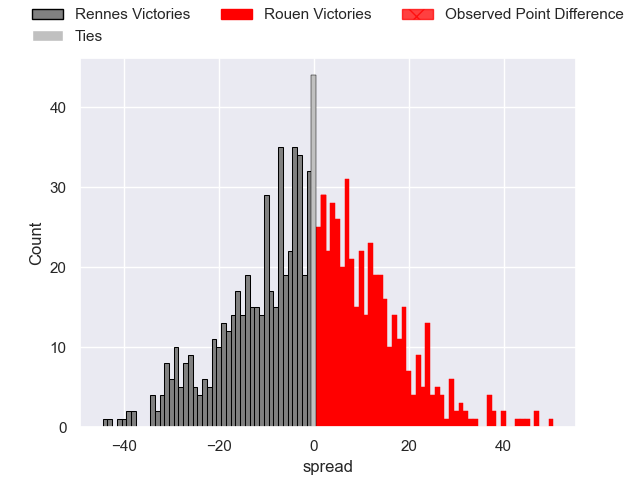 Rennes Victories
Rouen Victories
Observed Point Difference
Ties
40
30
20
10
0
Count
−40
−20
0
20
40
spread